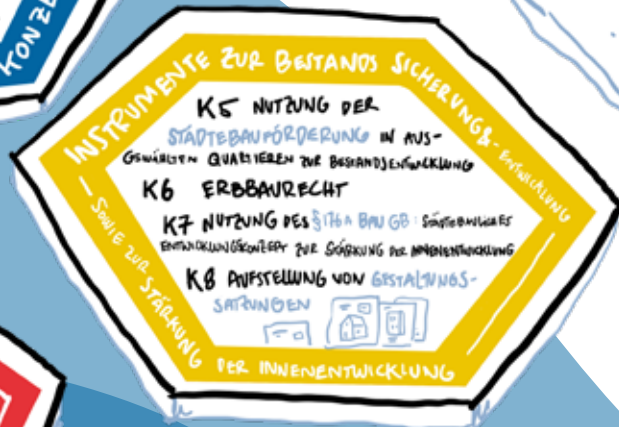 KONZE
INSTRUMENTE ZUR BESTANDS SICHERUNGS- ENTWICKLUNG
K5 NUTZUNG DER
STÄDTEBAUFÖRDERUNG IN AUS-
GEWÄHLTEN QUARTIEREN ZUR BESTANDSENTWICKLUNG
K6 ERBBAURECHT
K7 NUTZUNG DES §176A BAU GB: STÄDTEBAULICHES
ENTWICKLUNGSKONZEPT ZUR STÄRKUNG DER INNENENTWICKLUNG
K8 AUFSTELLUNG VON GESTALTUNGS-
SATZUNGEN
— SOWIE ZUR STÄRKUNG DER INNENENTWICKLUNG